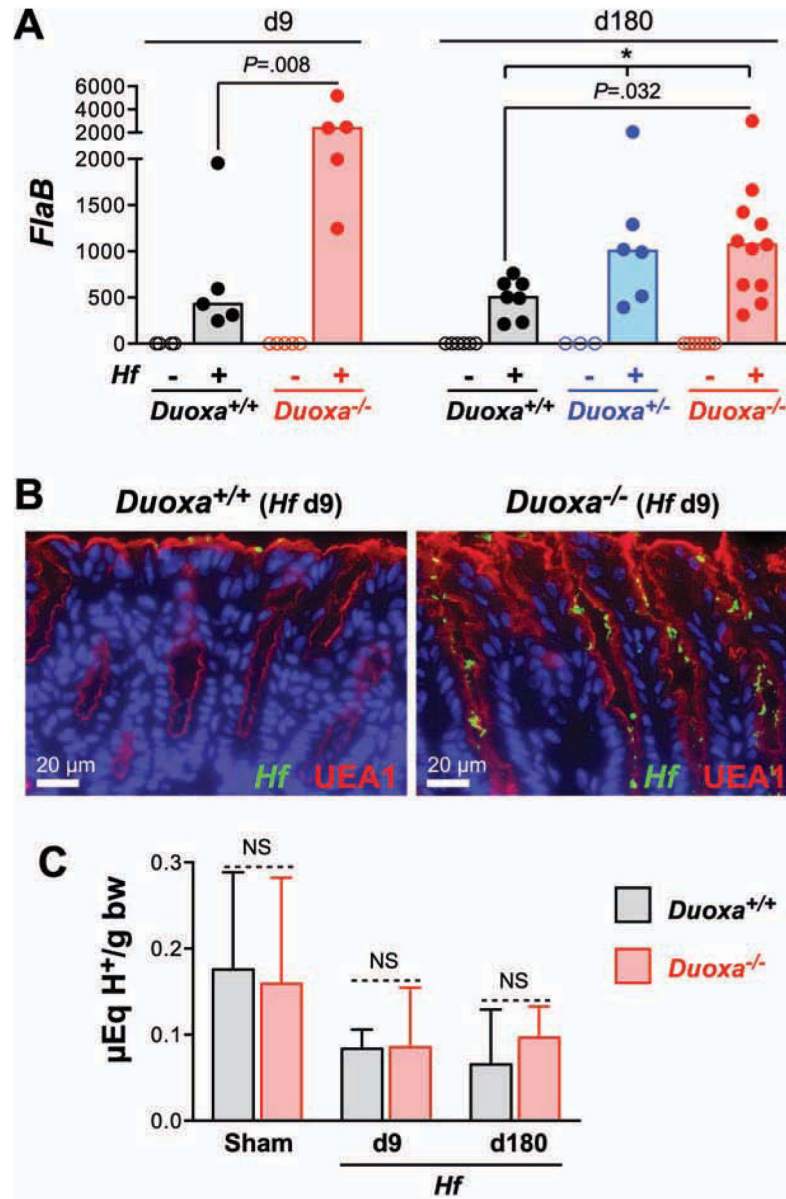 A
d9 d180
P=.008
*
P=.032
6000
4000
2000
2000
1500
1000
500
0
FlaB
Hf - + - + - + - + - +
Duoxa+/+ Duoxa-/- Duoxa+/+ Duoxa+/- Duoxa-/-
B
Duoxa+/+ (Hf d9) Duoxa-/- (Hf d9)
20 µm Hf UEA1 20 µm Hf UEA1
C
NS NS NS
0.3
0.2
0.1
0.0
µEq H+/g bw
Duoxa+/+
Duoxa-/-
Sham d9 d180
Hf